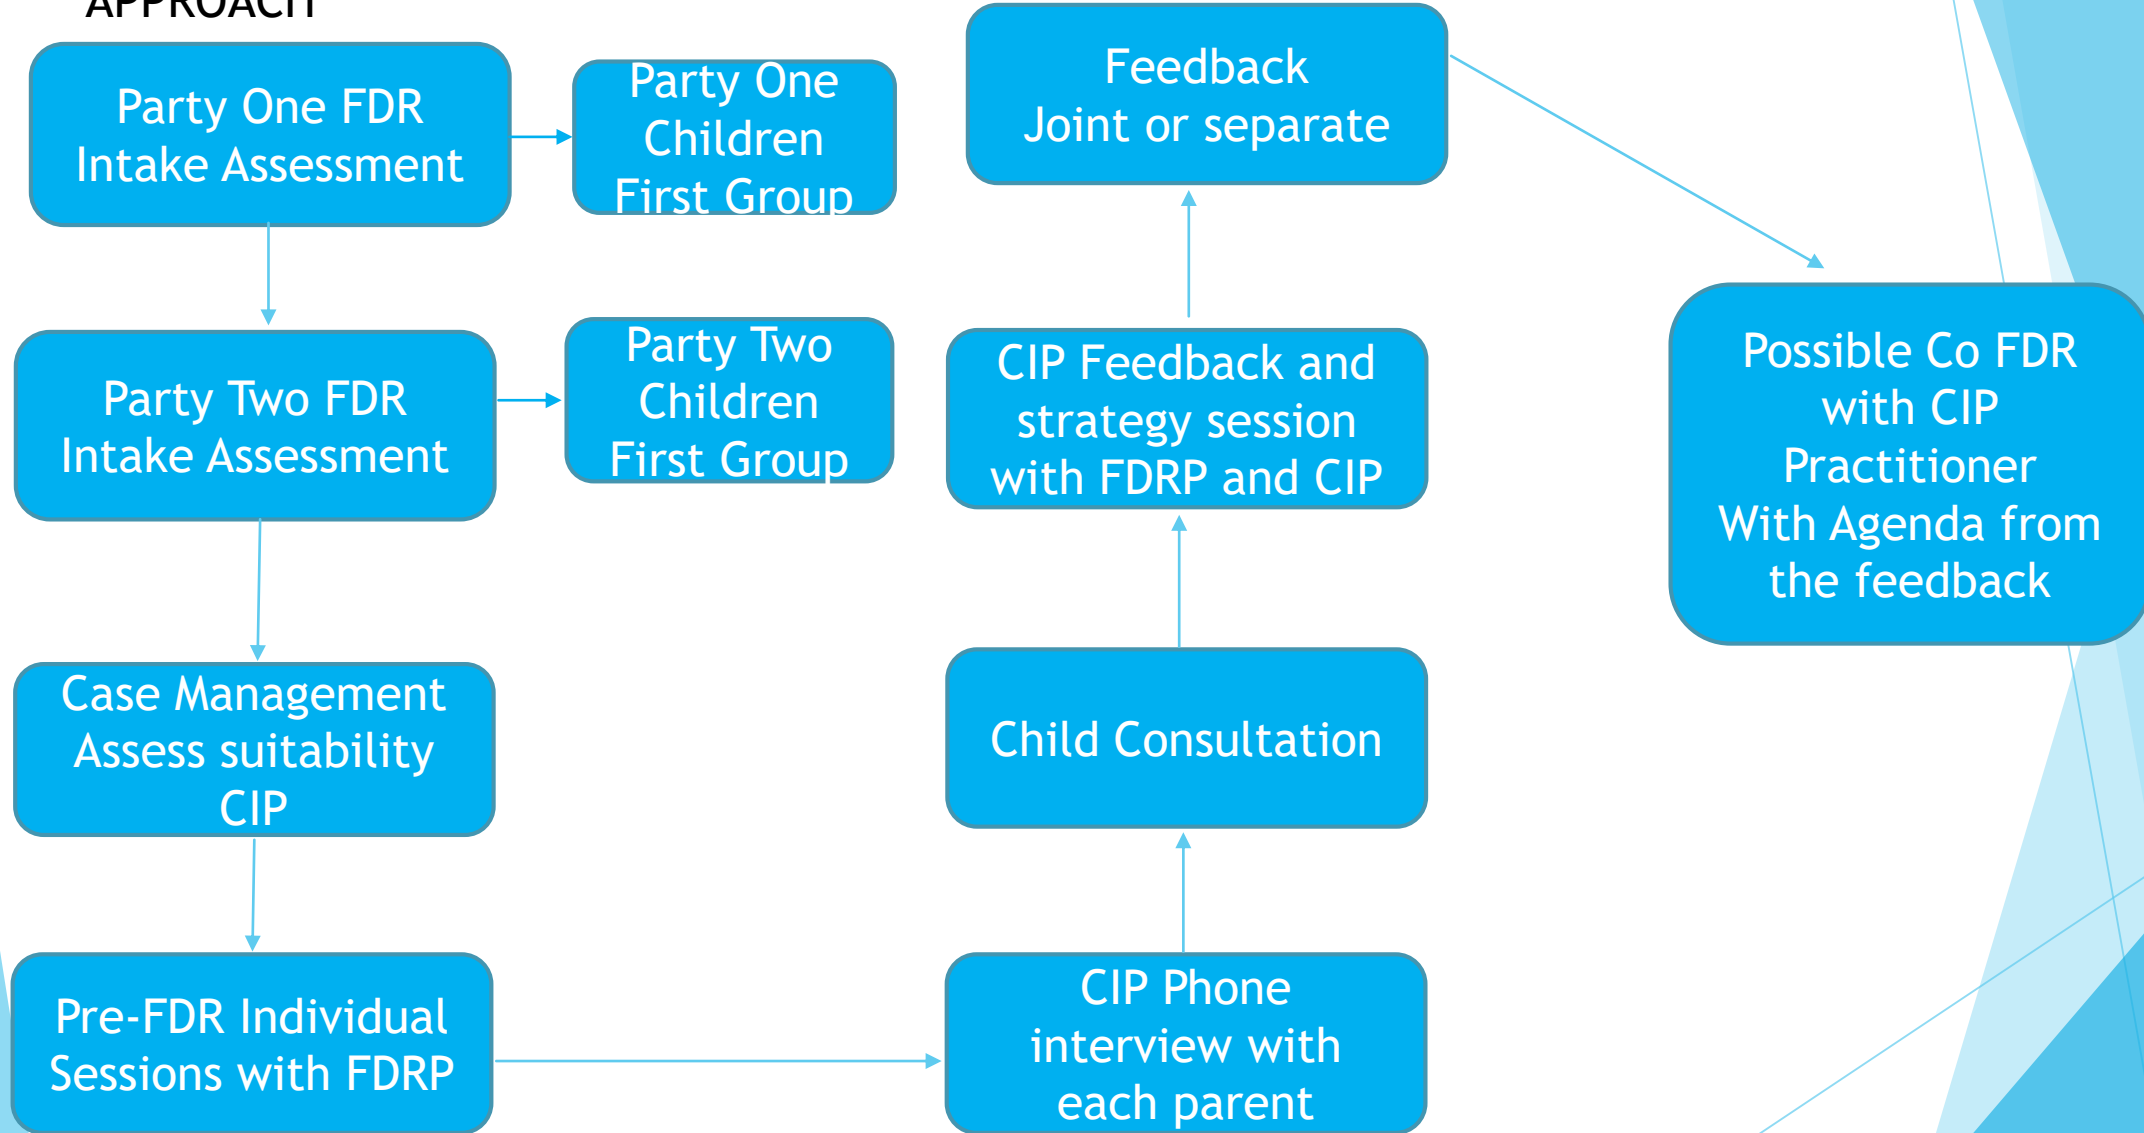 APPROACH
Party One FDR
Intake Assessment
Party One
Children
First Group
Party Two FDR
Intake Assessment
Party Two
Children
First Group
Case Management
Assess suitability
CIP
Pre-FDR Individual
Sessions with FDRP
CIP Phone
interview with
each parent
Child Consultation
CIP Feedback and
strategy session
with FDRP and CIP
Feedback
Joint or separate
Possible Co FDR
with CIP
Practitioner
With Agenda from
the feedback